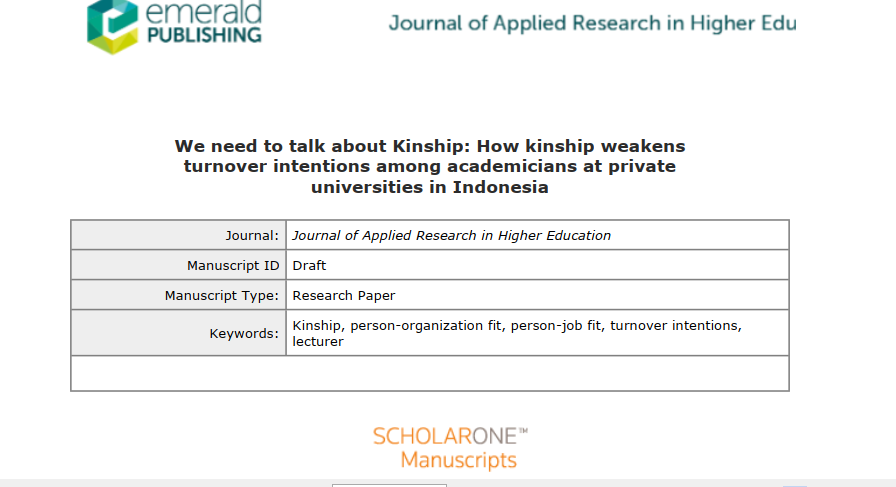 emerald
PUBLISHING
Journal of Applied Research in Higher Edu
We need to talk about Kinship: How kinship weakens
turnover intentions among academicians at private
universities in Indonesia
Journal: Journal of Applied Research in Higher Education
Manuscript ID Draft
Manuscript Type: Research Paper
Keywords: Kinship, person-organization fit, person-job fit, turnover intentions,
lecturer
SCHOLARONE™
Manuscripts